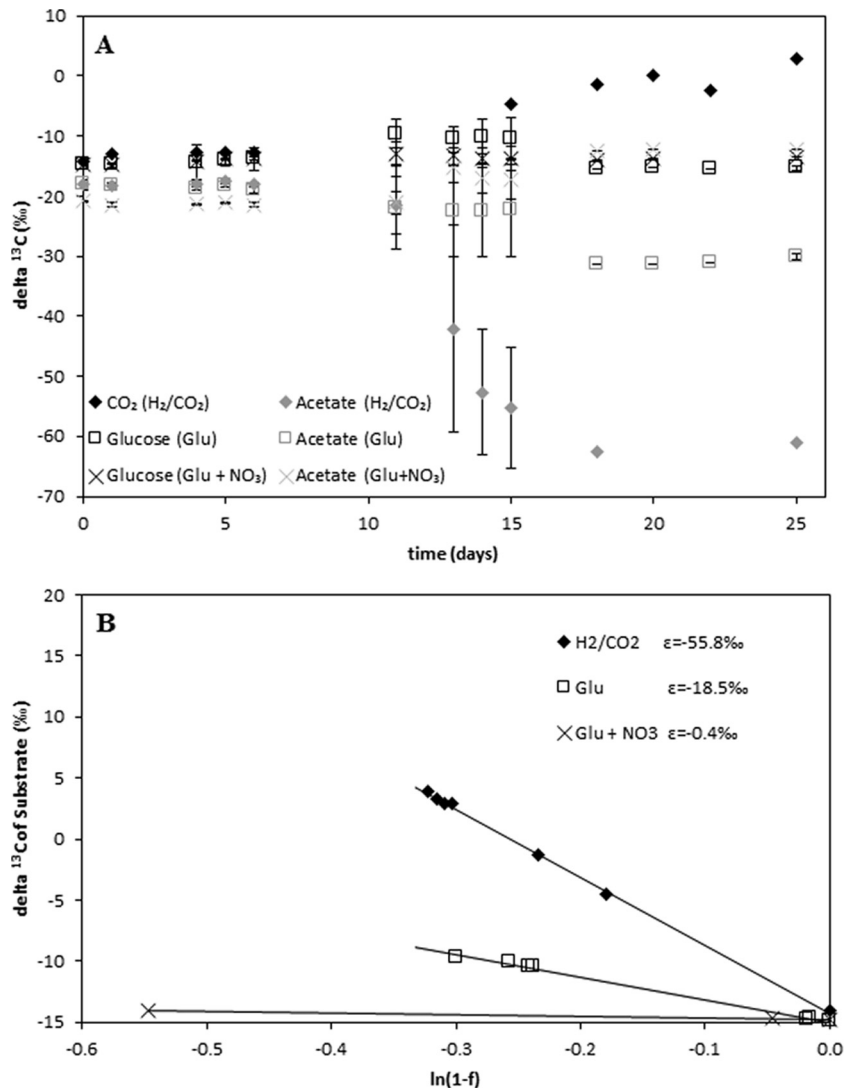 A
10
0
-10
-20
-30
-40
-50
-60
-70
delta ¹³C (‰)
CO₂ (H₂/CO₂)
Acetate (H₂/CO₂)
Glucose (Glu)
Acetate (Glu)
Glucose (Glu + NO₃)
Acetate (Glu+NO₃)
0 5 10 15 20 25
time (days)
B
20
15
10
5
0
-5
-10
-15
delta ¹³Cof Substrate (‰)
H2/CO2 ε=-55.8‰
Glu ε=-18.5‰
Glu + NO3 ε=-0.4‰
-0.6 -0.5 -0.4 -0.3 -0.2 -0.1 0.0
ln(1-f)